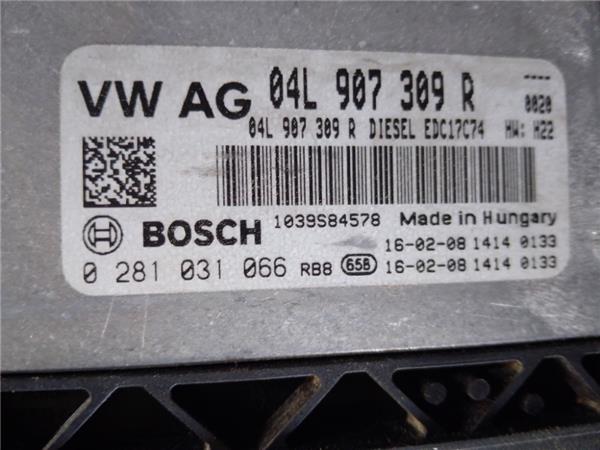 VW AG 04L 907 309 R ----
0020
04L 907 309 R DIESEL EDC17C74 HW: H22
BOSCH 1039S84578 Made in Hungary
16-02-08 1414 0133
0 281 031 066 RB8 658 16-02-08 1414 0133